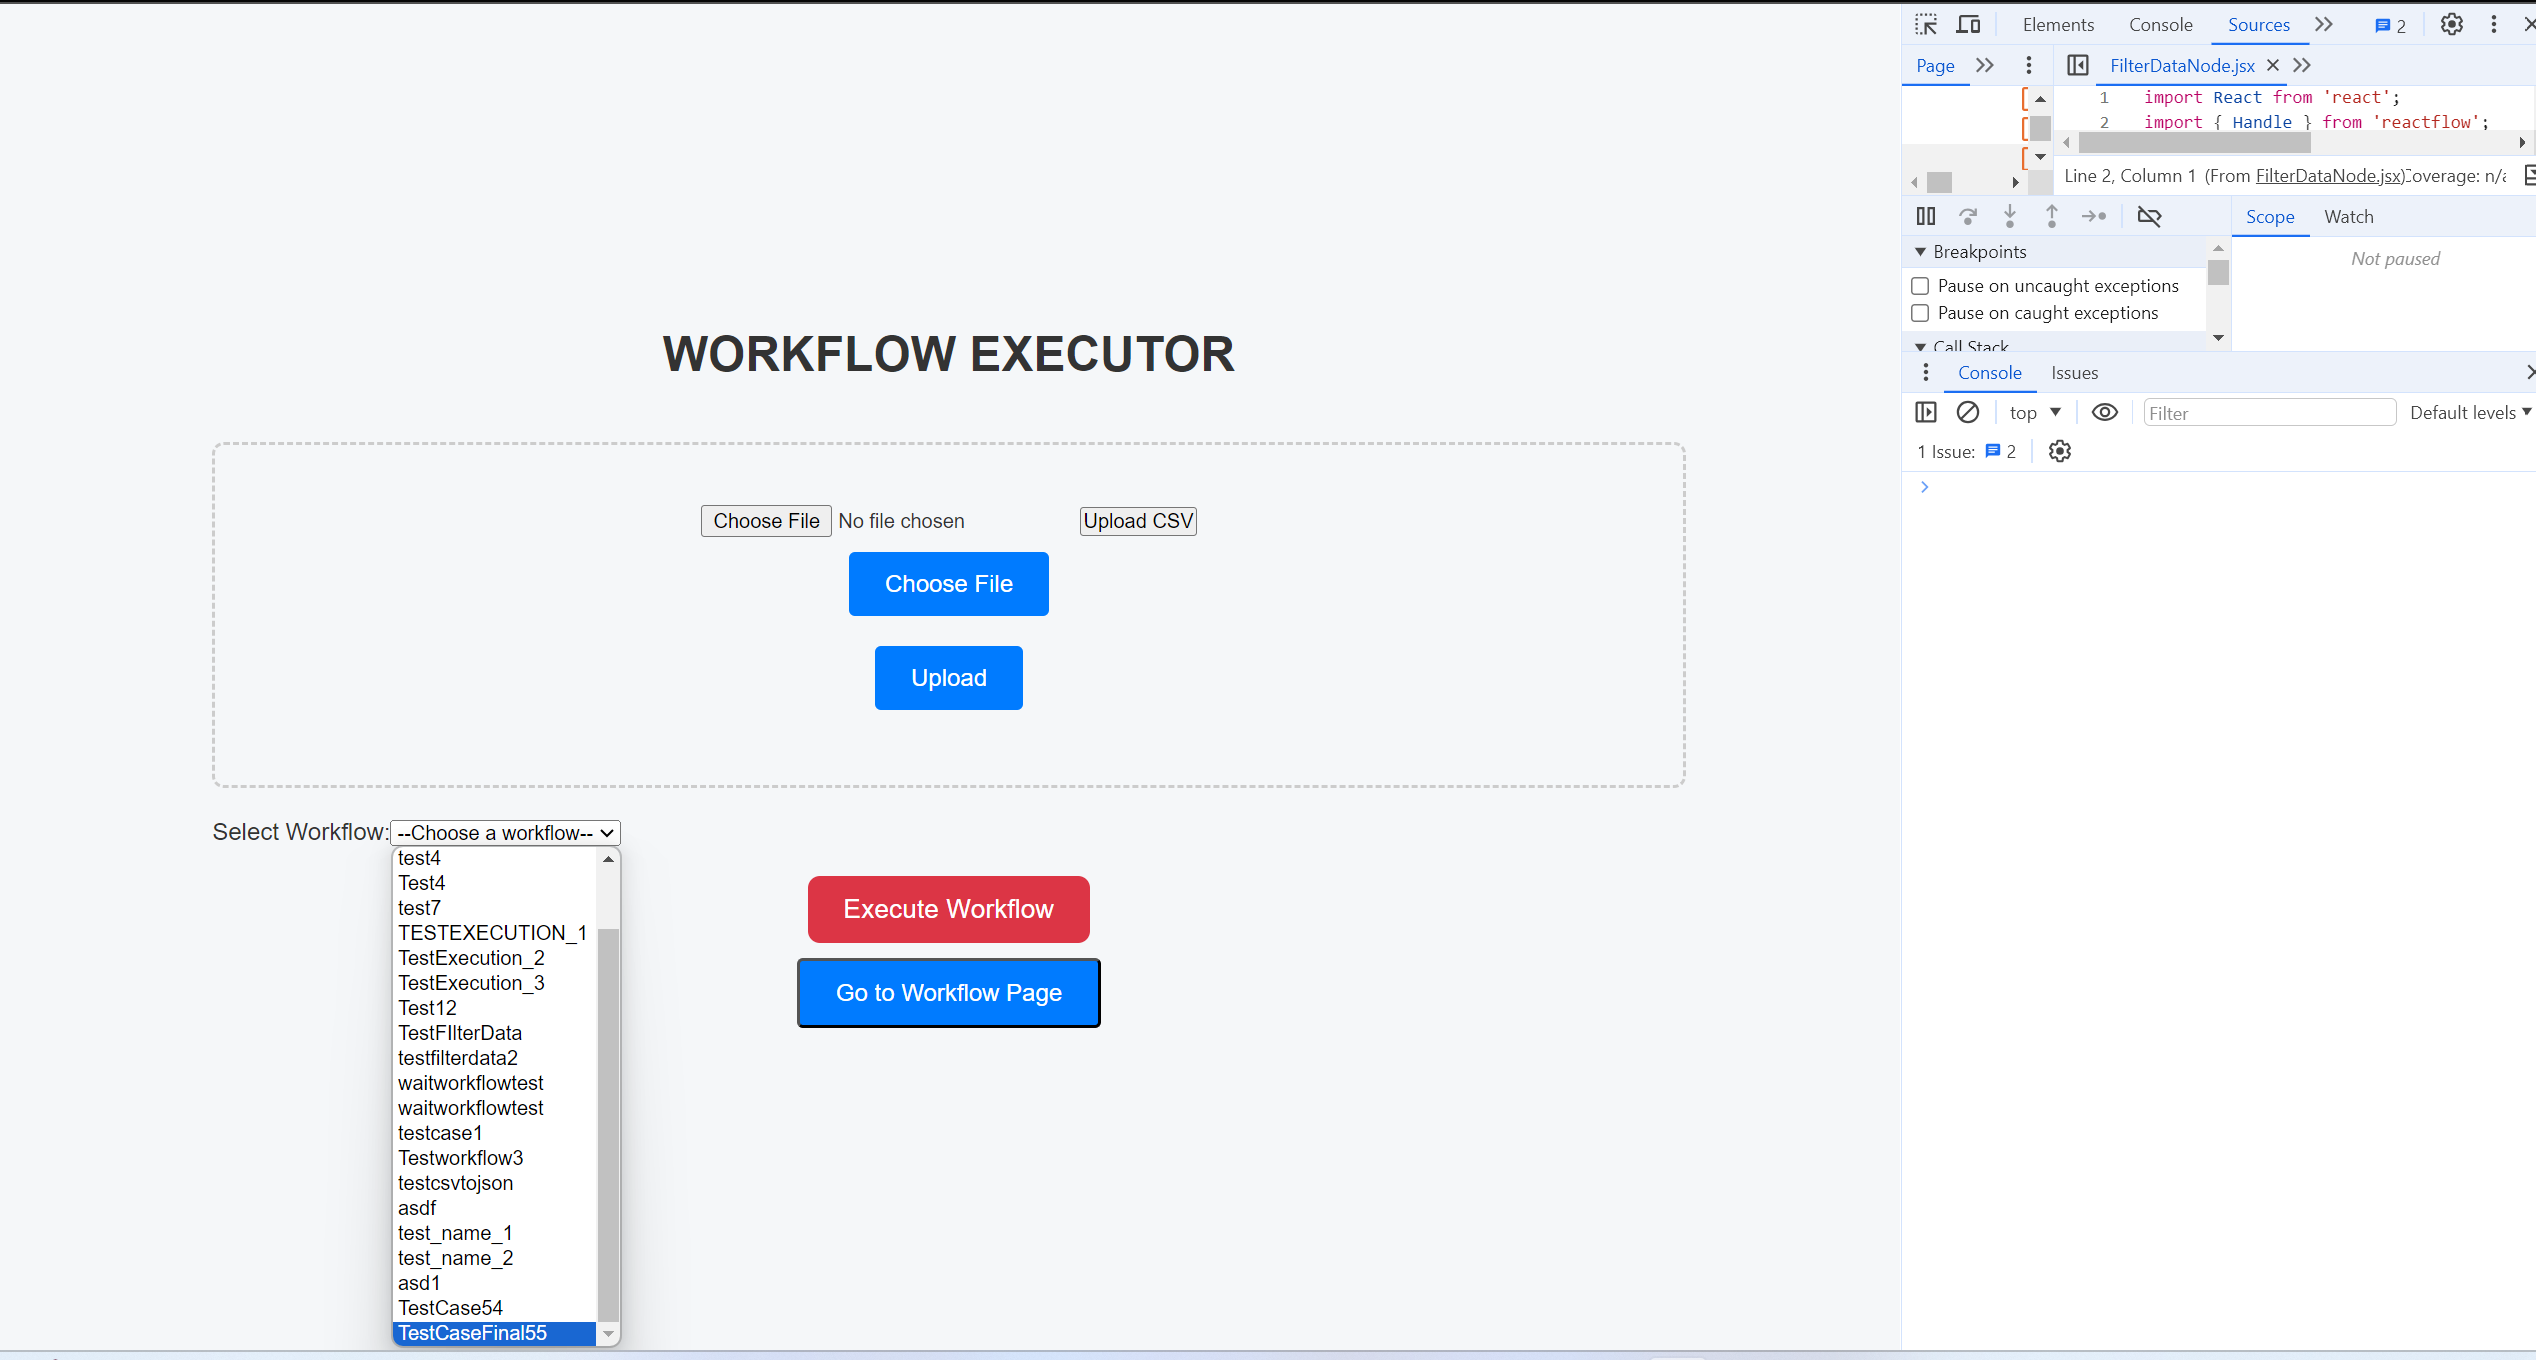 WORKFLOW EXECUTOR
Choose File No file chosen Upload CSV
Choose File
Upload
Select Workflow: --Choose a workflow--
test4
Test4
test7
TESTEXECUTION_1
TestExecution_2
TestExecution_3
Test12
TestFIlterData
testfilterdata2
waitworkflowtest
waitworkflowtest
testcase1
Testworkflow3
testcsvtojson
asdf
test_name_1
test_name_2
asd1
TestCase54
TestCaseFinal55
Execute Workflow
Go to Workflow Page
Elements Console Sources 2
Page FilterDataNode.jsx
1 import React from 'react';
2 import { Handle } from 'reactflow';
Line 2, Column 1 (From FilterDataNode.jsx) Coverage: n/a
Scope Watch
Breakpoints
Not paused
Pause on uncaught exceptions
Pause on caught exceptions
Call Stack
Console Issues
top Filter Default levels
1 Issue: 2